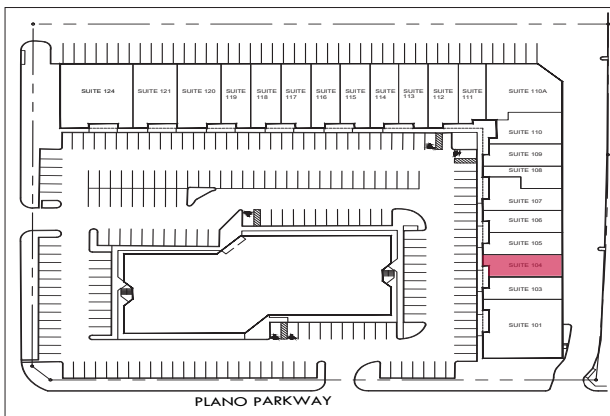 SUITE 124
SUITE 121
SUITE 120
SUITE
119
SUITE
118
SUITE
117
SUITE
116
SUITE
115
SUITE
114
SUITE
113
SUITE
112
SUITE
111
SUITE 110A
SUITE 110
SUITE 109
SUITE 108
SUITE 107
SUITE 106
SUITE 105
SUITE 104
SUITE 103
SUITE 101
PLANO PARKWAY